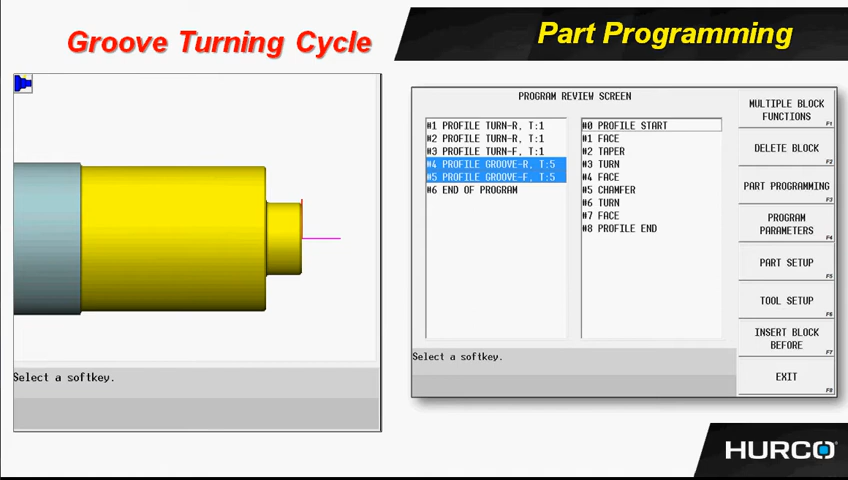 Groove Turning Cycle
Part Programming
PROGRAM REVIEW SCREEN
#1 PROFILE TURN-R, T:1
#2 PROFILE TURN-R, T:1
#3 PROFILE TURN-F, T:1
#4 PROFILE GROOVE-R, T:5
#5 PROFILE GROOVE-F, T:5
#6 END OF PROGRAM
#0 PROFILE START
#1 FACE
#2 TAPER
#3 TURN
#4 FACE
#5 CHAMFER
#6 TURN
#7 FACE
#8 PROFILE END
MULTIPLE BLOCK
FUNCTIONS
F1
DELETE BLOCK
F2
PART PROGRAMMING
F3
PROGRAM
PARAMETERS
F4
PART SETUP
F5
TOOL SETUP
F6
INSERT BLOCK
BEFORE
F7
EXIT
F8
Select a softkey.
Select a softkey.
HURCO